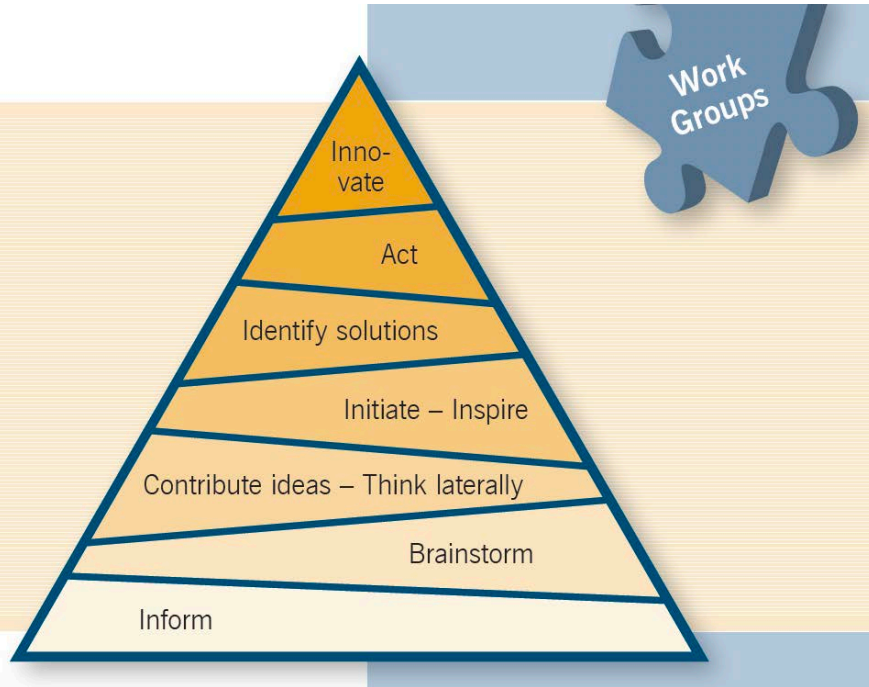 Work
Groups
Inno-
vate
Act
Identify solutions
Initiate – Inspire
Contribute ideas – Think laterally
Brainstorm
Inform